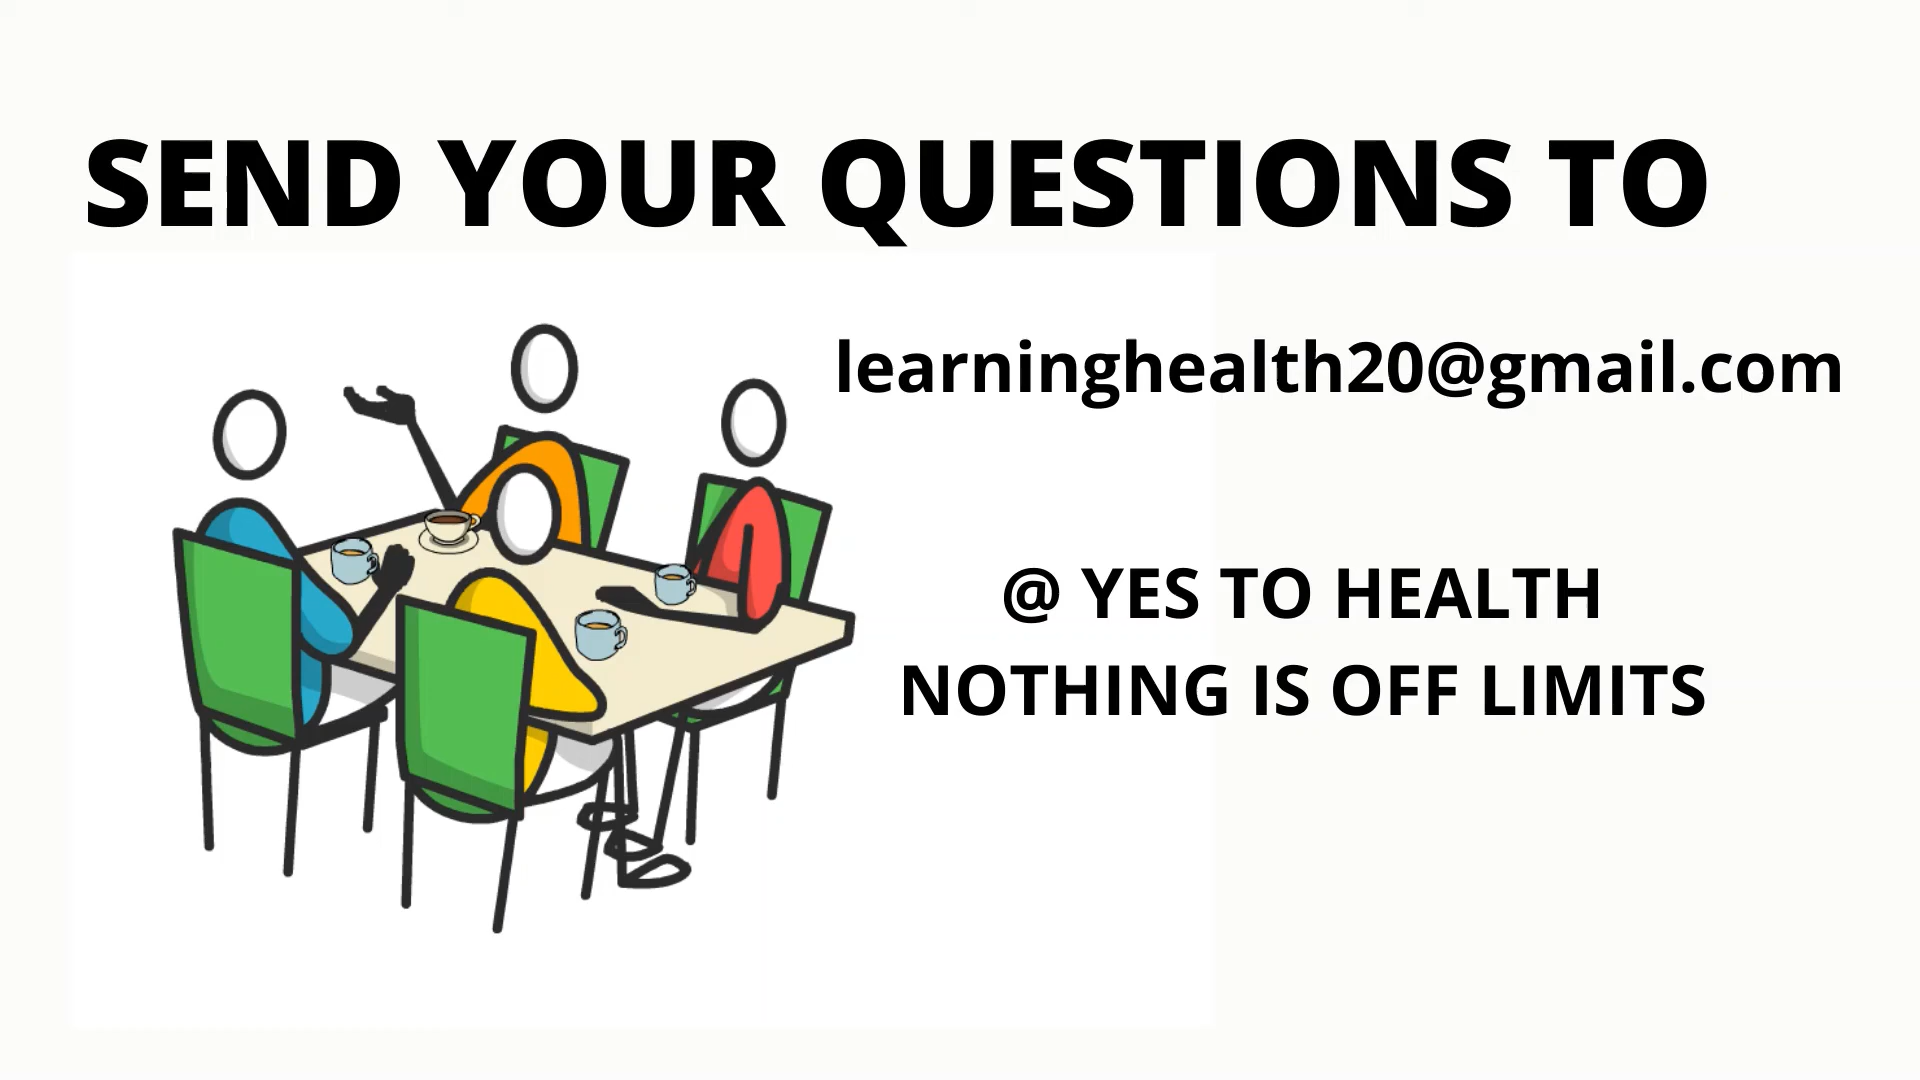 SEND YOUR QUESTIONS TO
learninghealth20@gmail.com
@ YES TO HEALTH
NOTHING IS OFF LIMITS